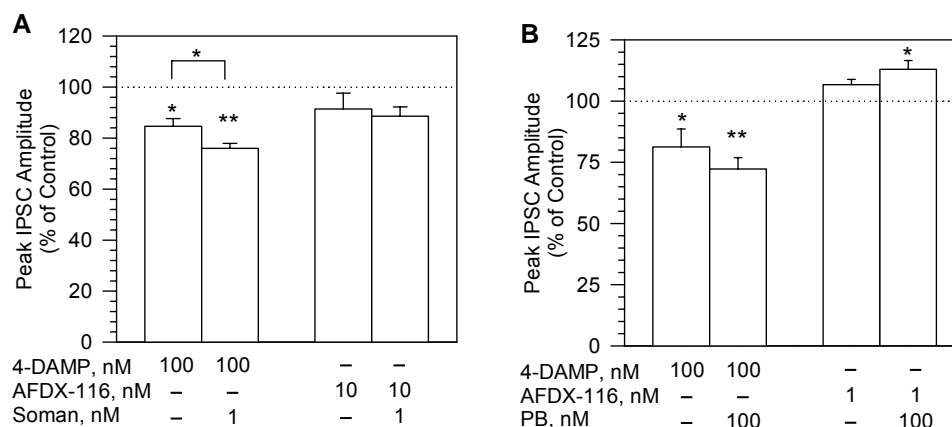 A
Peak IPSC Amplitude
(% of Control)
120
100
80
60
40
20
0
*
*
**
4-DAMP, nM 100 100 – –
AFDX-116, nM – – 10 10
Soman, nM – 1 – 1
B
Peak IPSC Amplitude
(% of Control)
125
100
75
50
25
0
*
**
*
4-DAMP, nM 100 100 – –
AFDX-116, nM – – 1 1
PB, nM – 100 – 100